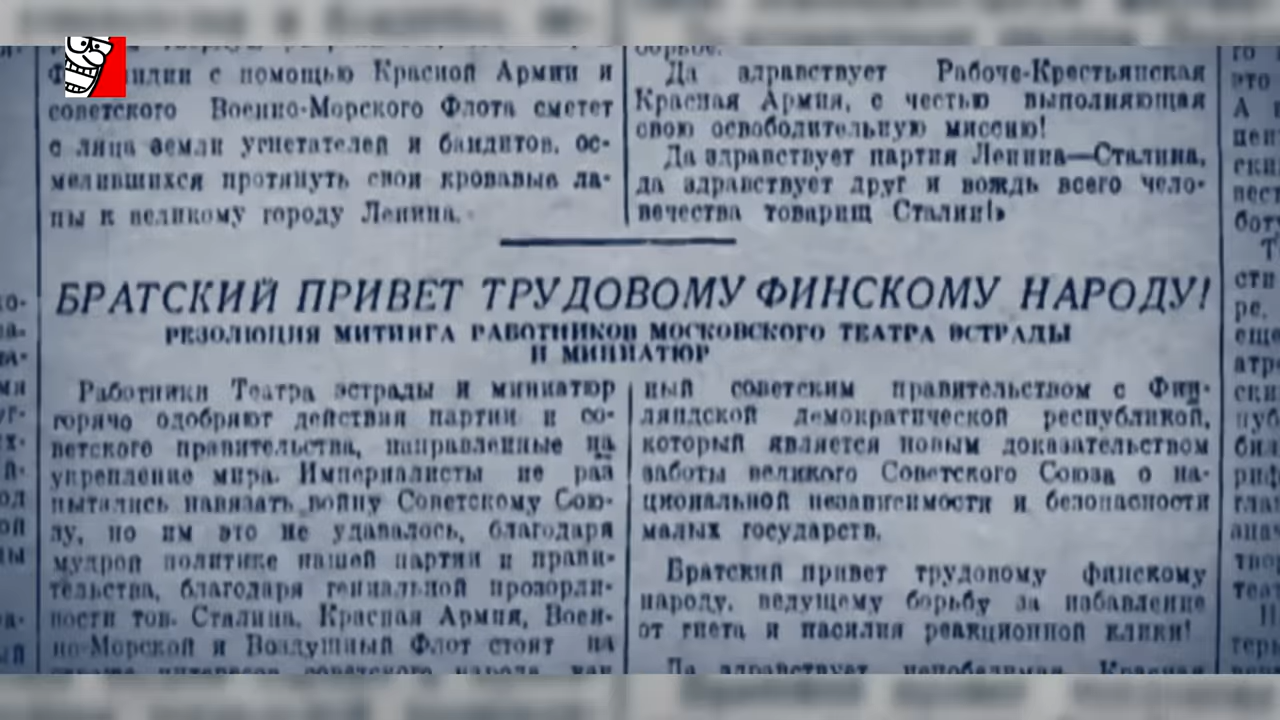 с помощью Красной Армии и
советского Военно-Морского Флота сметет
с лица земли угнетателей и бандитов, ос-
мелившихся протянуть свои кровавые ла-
пы к великому городу Ленина.
борьбе.
Да здравствует Рабоче-Крестьянская
Красная Армия, с честью выполняющая
свою освободительную миссию!
Да здравствует партия Ленина—Сталина,
да здравствует друг и вождь всего чело-
вечества товарищ Сталин!»
БРАТСКИЙ ПРИВЕТ ТРУДОВОМУ ФИНСКОМУ НАРОДУ!
РЕЗОЛЮЦИЯ МИТИНГА РАБОТНИКОВ МОСКОВСКОГО ТЕАТРА ЭСТРАДЫ
И МИНИАТЮР
Работники Театра эстрады и миниатюр
горячо одобряют действия партии и со-
ветского правительства, направленные на
упрепление мира. Империалисты не раз
пытались навязать войну Советскому Сою-
зу, но им это не удавалось, благодаря
мудрой политике нашей партии и прави-
тельства, благодаря гениальной прозорли-
вости тов. Сталина. Красная Армия, Воен-
но-Морской и Воздушный Флот стоят на
страже интересов советского народа, как
ный советским правительством с Фин-
ляндской демократической республикой,
который является новым доказательством
заботы великого Советского Союза о на-
циональной независимости и безопасности
малых государств.
Братский привет трудовому финскому
народу, ведущему борьбу за избавление
от гнета и насилия реакционной клики!
Да здравствует непобедимая Красная